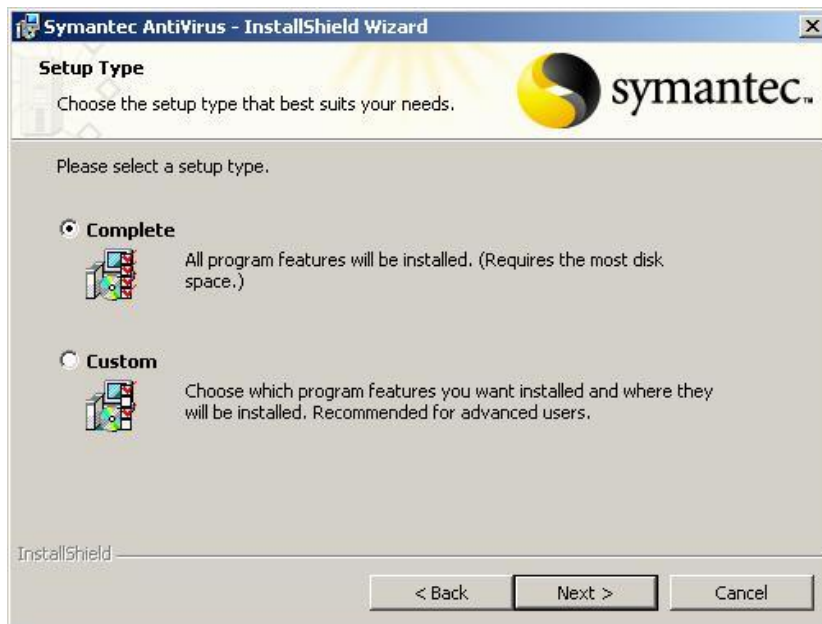 Symantec AntiVirus - InstallShield Wizard
Setup Type
Choose the setup type that best suits your needs.
symantec™
Please select a setup type.
Complete
All program features will be installed. (Requires the most disk
space.)
Custom
Choose which program features you want installed and where they
will be installed. Recommended for advanced users.
InstallShield
< Back
Next >
Cancel